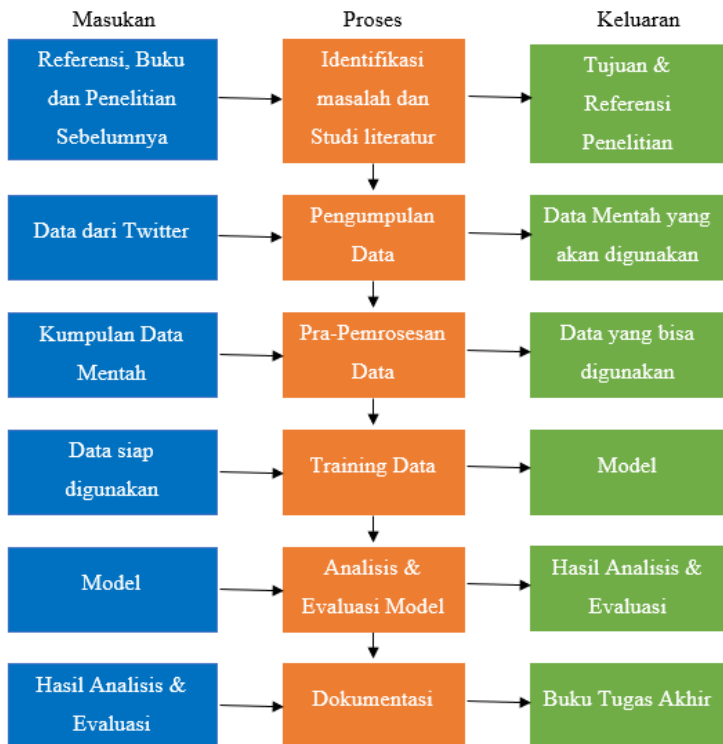 Masukan
Proses
Keluaran
Referensi, Buku
dan Penelitian
Sebelumnya
Identifikasi
masalah dan
Studi literatur
Tujuan &
Referensi
Penelitian
Data dari Twitter
Pengumpulan
Data
Data Mentah yang
akan digunakan
Kumpulan Data
Mentah
Pra-Pemrosesan
Data
Data yang bisa
digunakan
Data siap
digunakan
Training Data
Model
Model
Analisis &
Evaluasi Model
Hasil Analisis &
Evaluasi
Hasil Analisis &
Evaluasi
Dokumentasi
Buku Tugas Akhir